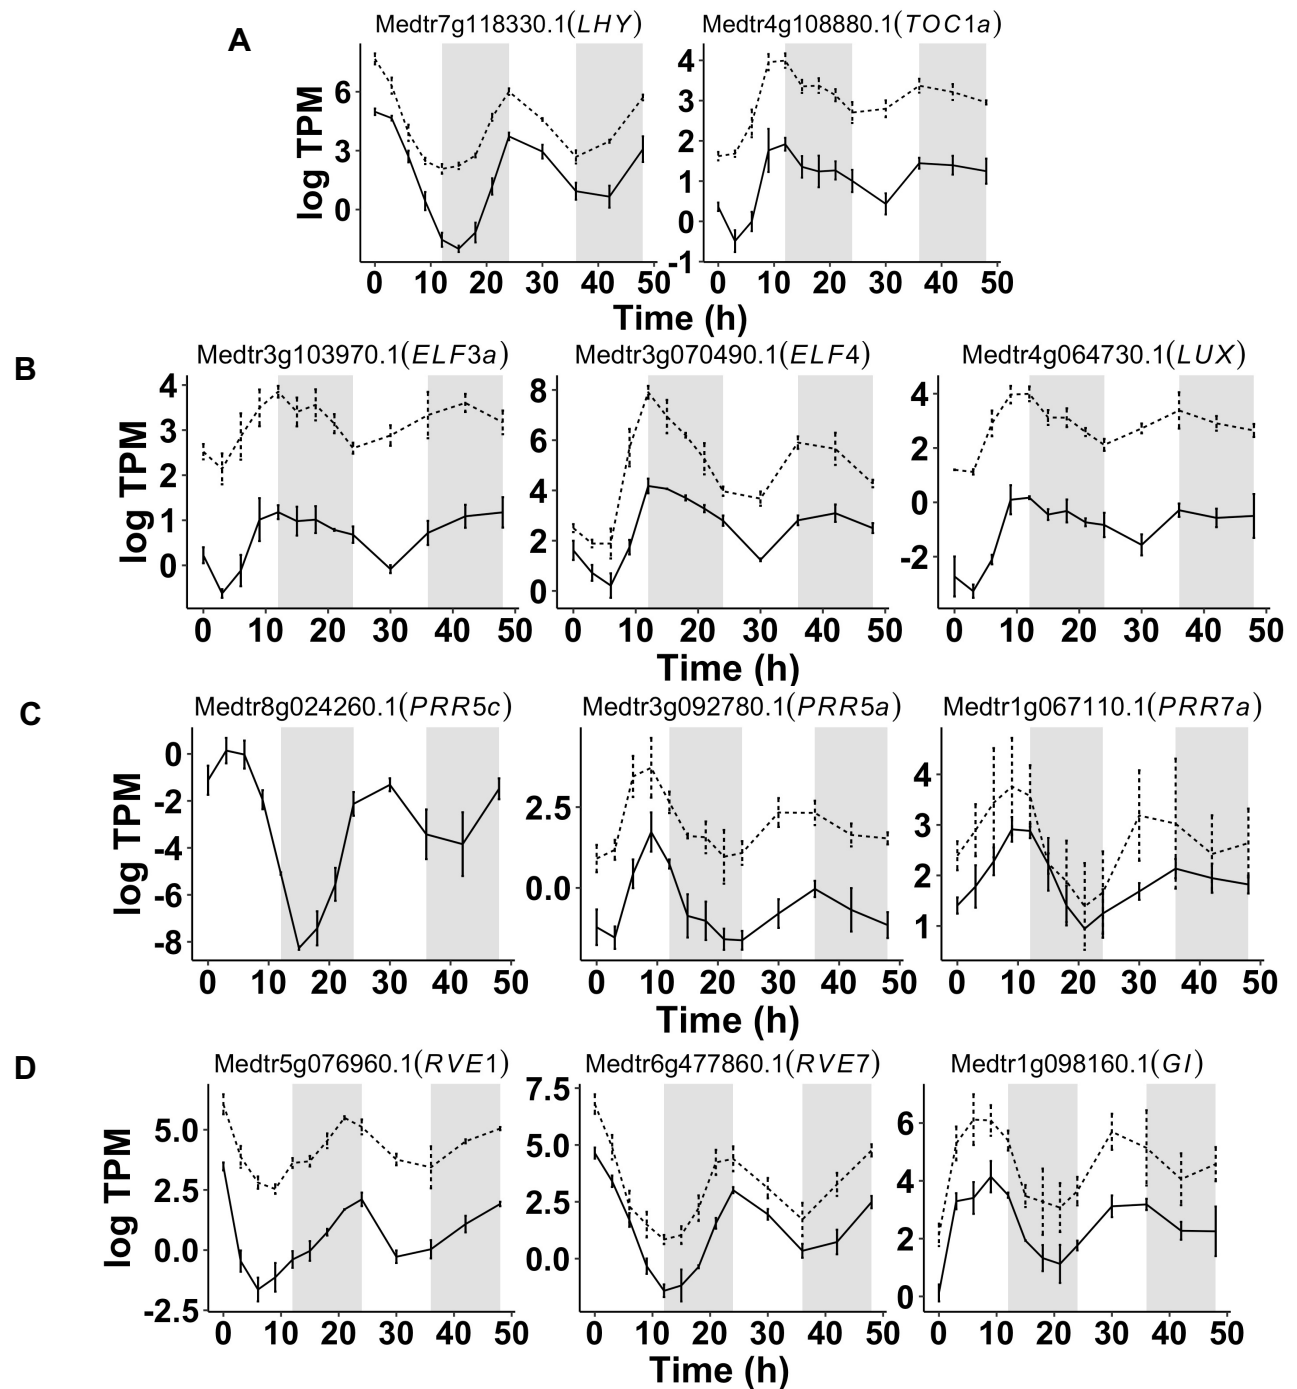 A
Medtr7g118330.1(LHY) Medtr4g108880.1(TOC1a)
log TPM
6
3
0
4
3
2
1
0
-1
0 10 20 30 40 50 0 10 20 30 40 50
Time (h)
B
Medtr3g103970.1(ELF3a) Medtr3g070490.1(ELF4) Medtr4g064730.1(LUX)
log TPM
4
3
2
1
0
8
6
4
2
0
4
2
0
-2
0 10 20 30 40 50 0 10 20 30 40 50 0 10 20 30 40 50
Time (h)
C
Medtr8g024260.1(PRR5c) Medtr3g092780.1(PRR5a) Medtr1g067110.1(PRR7a)
log TPM
0
-2
-4
-6
-8
2.5
0.0
4
3
2
1
0 10 20 30 40 50 0 10 20 30 40 50 0 10 20 30 40 50
Time (h)
D
Medtr5g076960.1(RVE1) Medtr6g477860.1(RVE7) Medtr1g098160.1(GI)
log TPM
5.0
2.5
0.0
-2.5
7.5
5.0
2.5
0.0
6
4
2
0
0 10 20 30 40 50 0 10 20 30 40 50 0 10 20 30 40 50
Time (h)